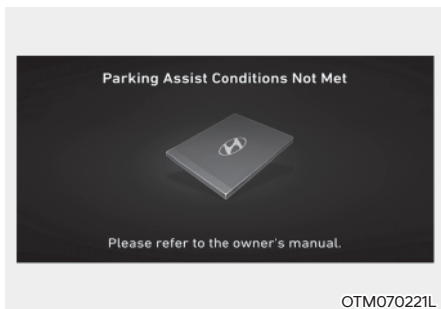 Parking Assist Conditions Not Met
Please refer to the owner's manual.
OTM070221L